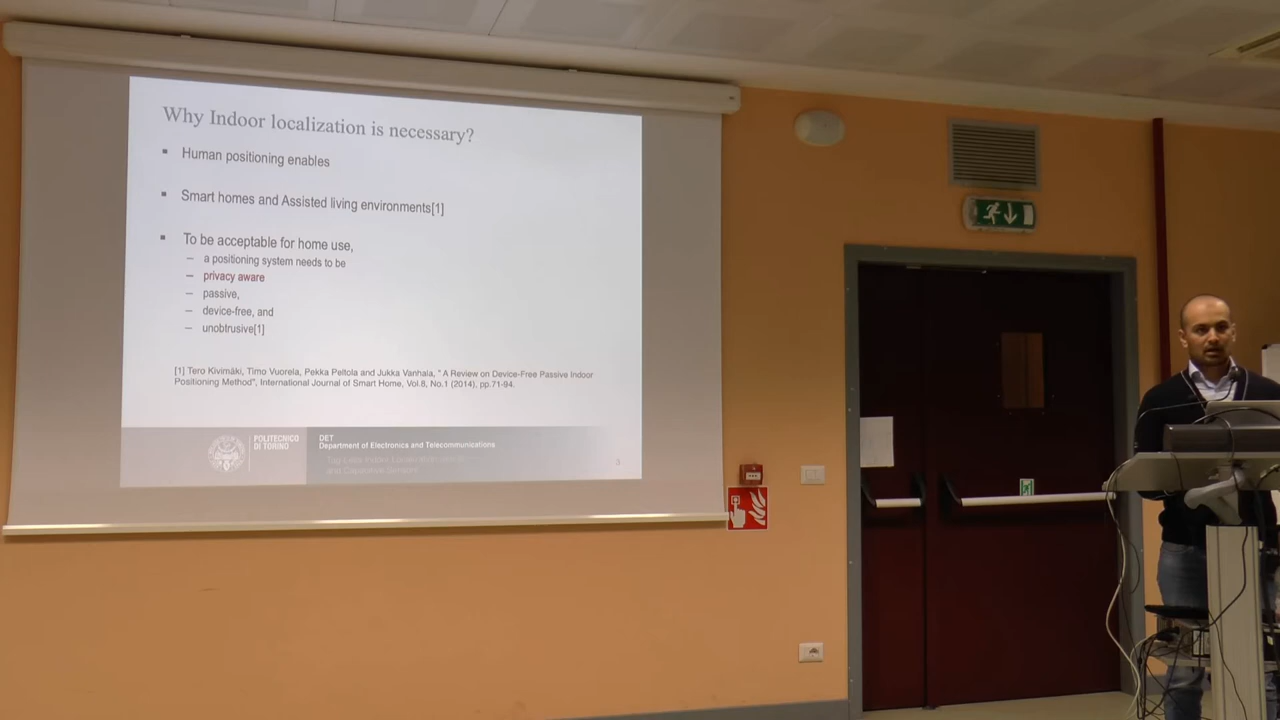 Why Indoor localization is necessary?
▪ Human positioning enables
▪ Smart homes and Assisted living environments[1]
▪ To be acceptable for home use,
– a positioning system needs to be
– privacy aware
– passive,
– device-free, and
– unobtrusive[1]
[1] Tero Kivimäki, Timo Vuorela, Pekka Peltola and Jukka Vanhala, " A Review on Device-Free Passive Indoor
Positioning Method", International Journal of Smart Home, Vol.8, No.1 (2014), pp.71-94.
POLITECNICO
DI TORINO
DET
Department of Electronics and Telecommunications
3